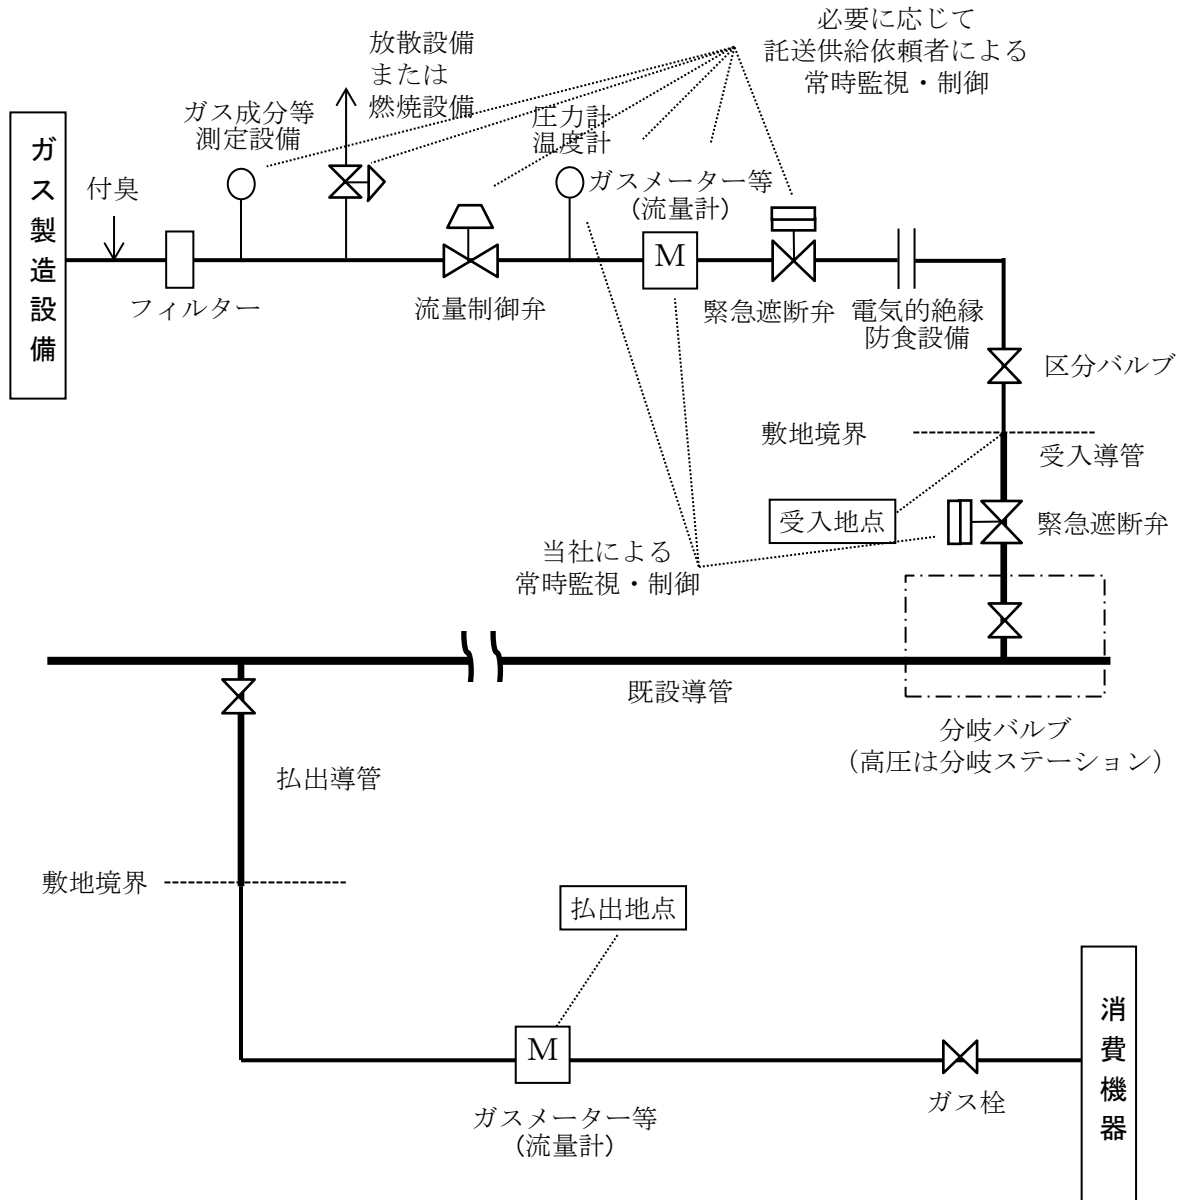 必要に応じて
託送供給依頼者による
常時監視・制御
放散設備
または
燃焼設備
ガス成分等
測定設備
圧力計
温度計
ガス製造設備
付臭
ガスメーター等
(流量計)
M
フィルター
流量制御弁
緊急遮断弁
電気的絶縁
防食設備
区分バルブ
敷地境界
受入導管
受入地点
緊急遮断弁
当社による
常時監視・制御
既設導管
分岐バルブ
（高圧は分岐ステーション）
払出導管
敷地境界
払出地点
M
ガスメーター等
(流量計)
ガス栓
消費機器